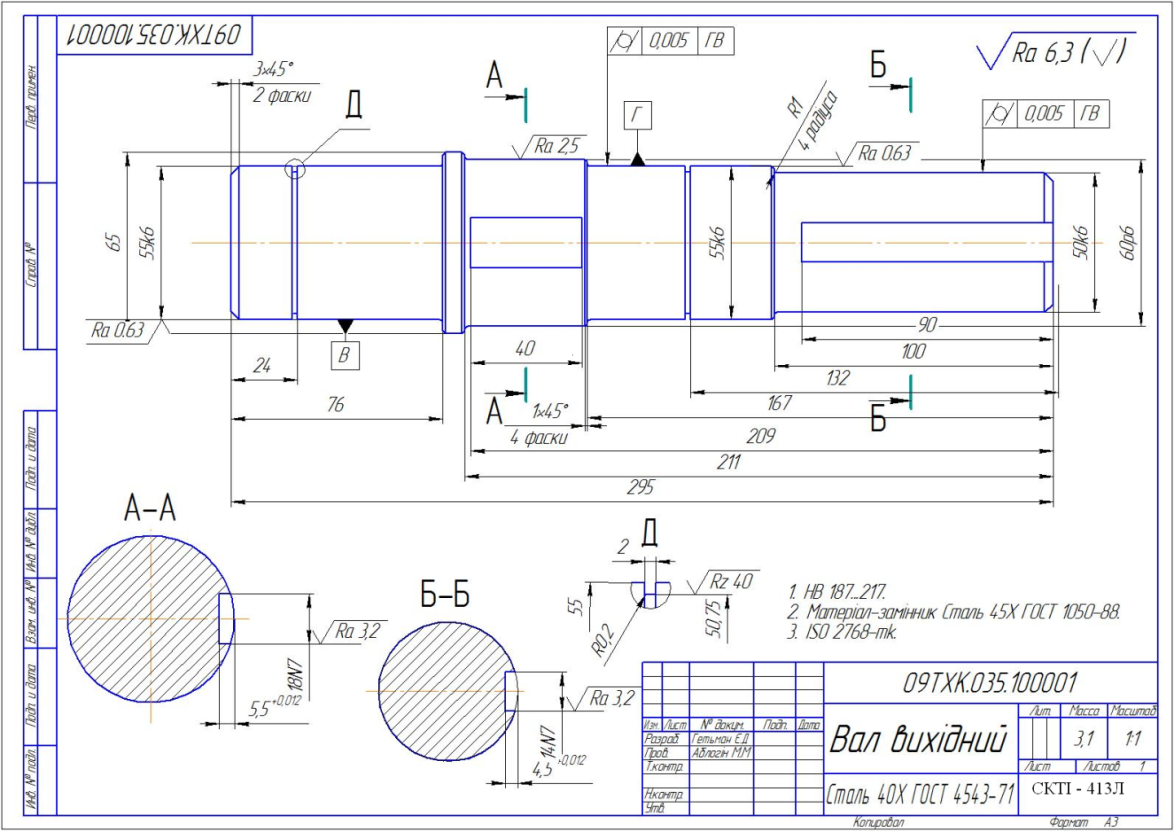 09ТХК.035.100001
Перв. примен.
Справ. №
Подп. и дата
Инв. № дубл.
Взам. инв. №
Подп. и дата
Инв. № подл.
3x45°
2 фаски
Д
А
0,005 ГВ
Б
Ra 6,3 (√)
Г
R1
4 радіуса
0,005 ГВ
Ra 2,5
Ra 0.63
65
55k6
55k6
50k6
60p6
Ra 0.63
В
24
40
90
100
76
А
1x45°
4 фаски
132
167
Б
209
211
295
А-А
Ra 3,2
18N7
5,5+0,012
Б-Б
Ra 3,2
14N7
4,5+0,012
Д
2
55
Rz 40
50,75
R0,2
1. НВ 187...217.
2. Матеріал-замінник Сталь 45Х ГОСТ 1050-88.
3. ISO 2768-mk.
09ТХК.035.100001
Изм. Лист № докум. Подп. Дата
Разраб. Гетьман Е.Д.
Пров. Аблогін М.М.
Т.контр.
Н.контр.
Утв.
Вал вихідний
Лит. Масса Масштаб
3,1 1:1
Лист Листов 1
Сталь 40Х ГОСТ 4543-71
СКТІ - 413Л
Копировал Формат А3